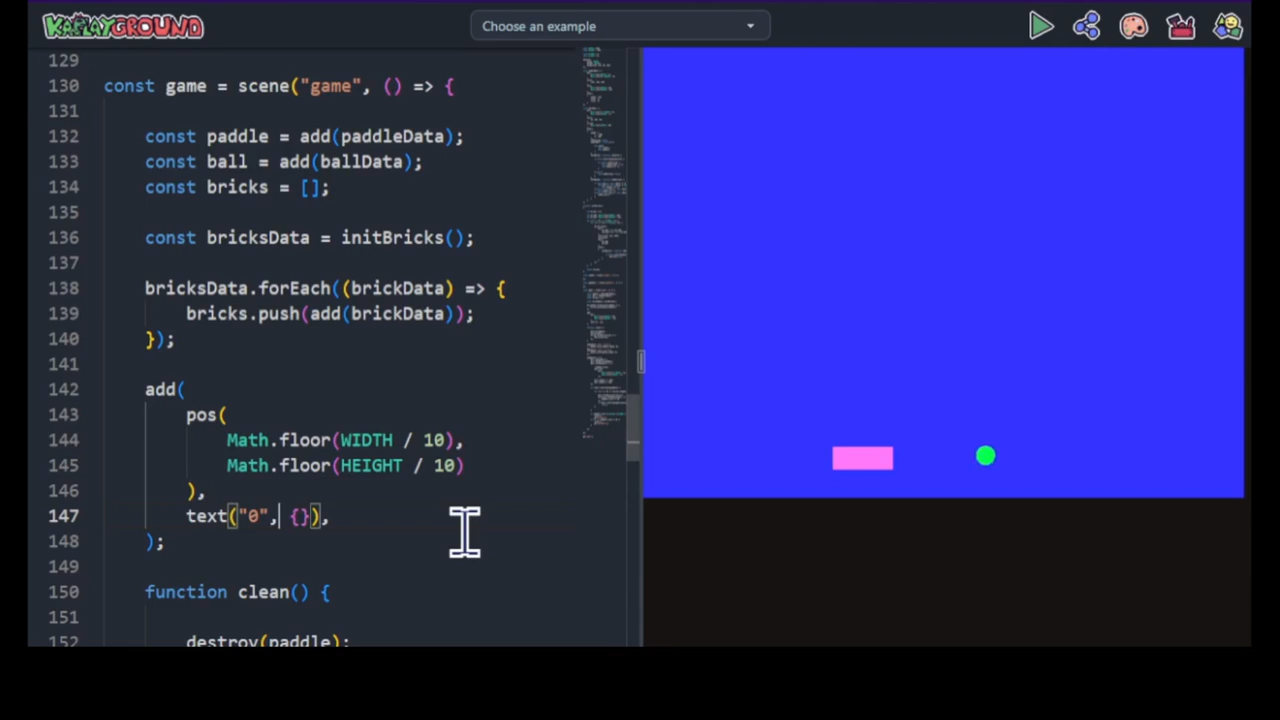 KAPLAYGROUND
Choose an example
129
130 const game = scene("game", () => {
131
132 const paddle = add(paddleData);
133 const ball = add(ballData);
134 const bricks = [];
135
136 const bricksData = initBricks();
137
138 bricksData.forEach((brickData) => {
139 bricks.push(add(brickData));
140 });
141
142 add(
143 pos(
144 Math.floor(WIDTH / 10),
145 Math.floor(HEIGHT / 10)
146 ),
147 text("0", {}),
148 );
149
150 function clean() {
151
152 destroy(paddle);